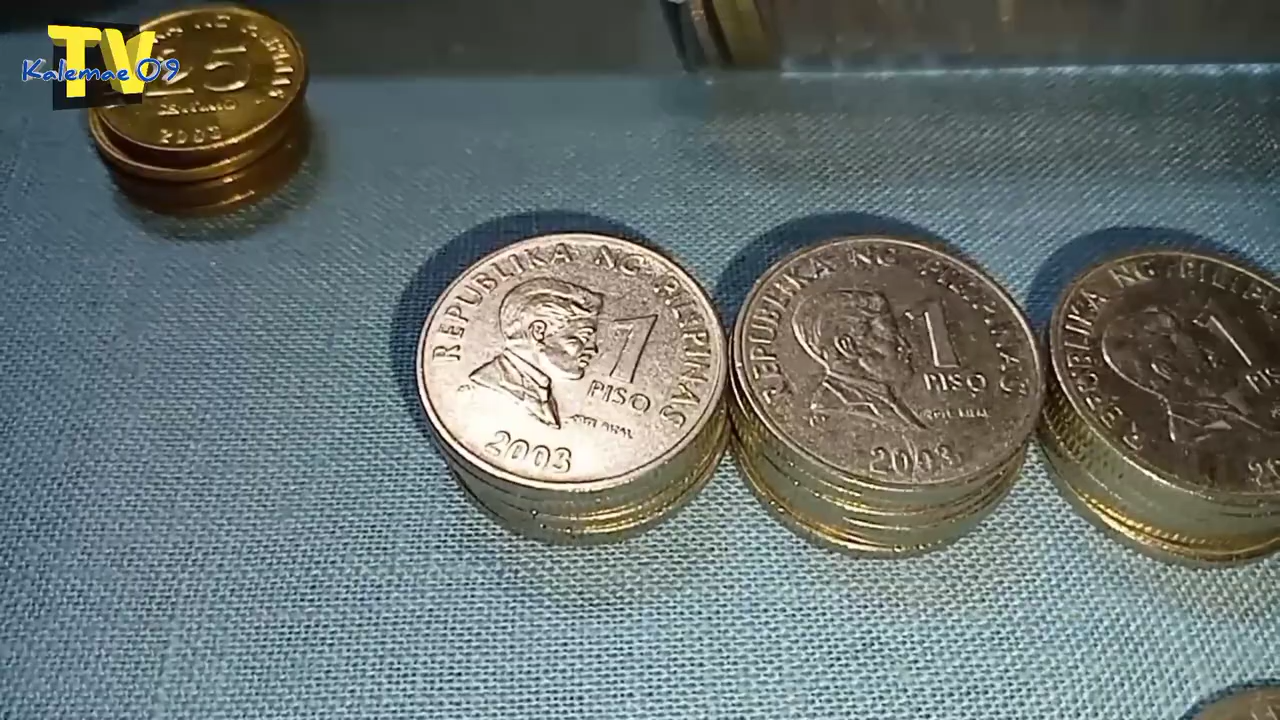 TV
Kalemae 09
25
2003
REPUBLIKA NG PILIPINAS
1
PISO
2003
REPUBLIKA NG PILIPINAS
1
PISO
2003
REPUBLIKA NG PILIPI
1